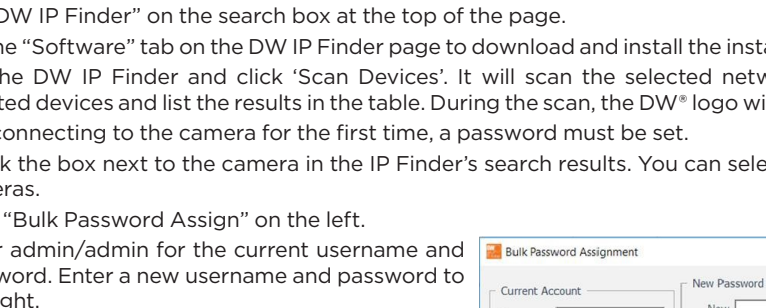 DW IP Finder” on the search box at the top of the page.
ne “Software” tab on the DW IP Finder page to download and install the insta
he DW IP Finder and click ‘Scan Devices’. It will scan the selected netw
ted devices and list the results in the table. During the scan, the DW® logo wi
connecting to the camera for the first time, a password must be set.
k the box next to the camera in the IP Finder’s search results. You can sele
eras.
“Bulk Password Assign” on the left.
r admin/admin for the current username and
word. Enter a new username and password to
ght.
Bulk Password Assignment
Current Account
New Password
New